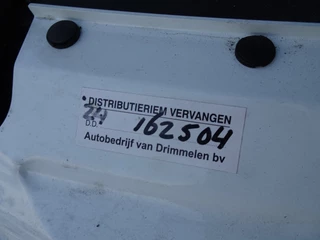 DISTRIBUTIERIEM VERVANGEN
162504
D.D.
Autobedrijf van Drimmelen bv